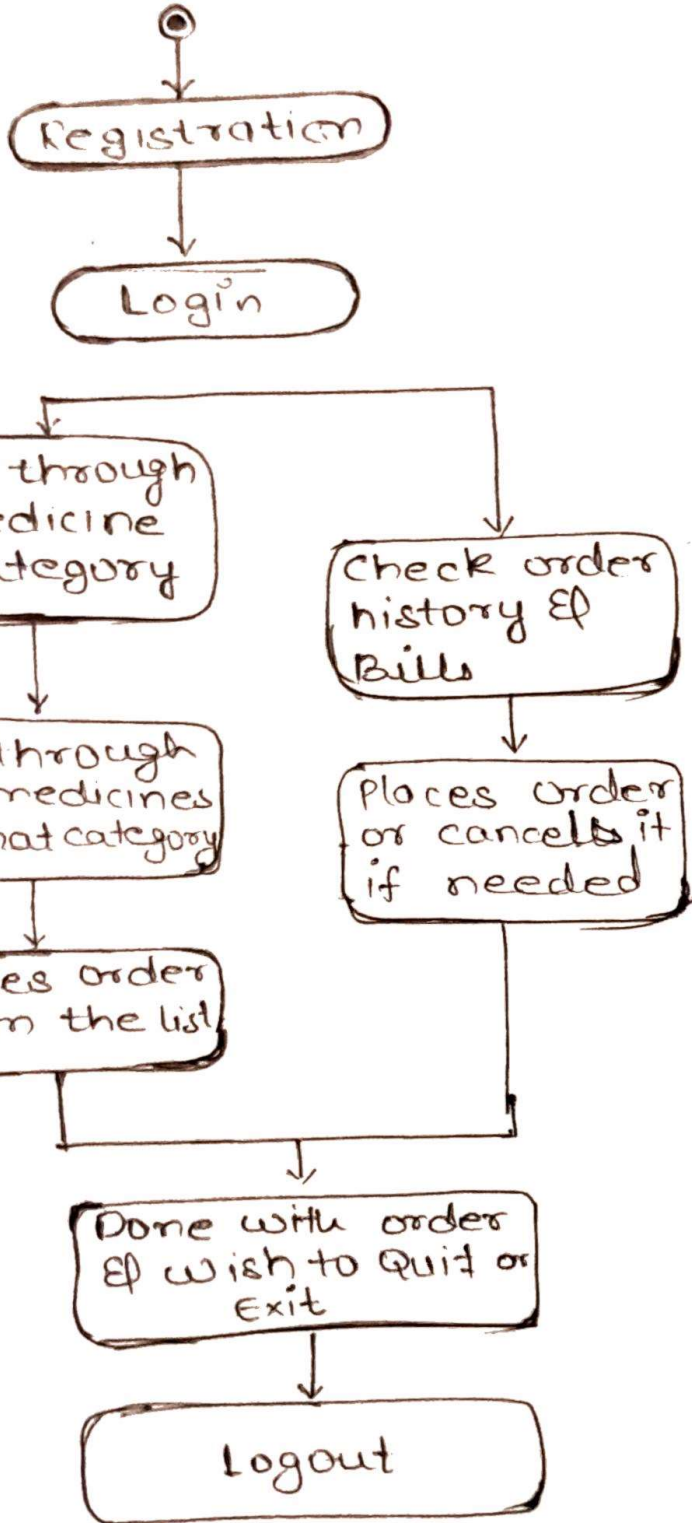 Registration
Login
through
edicine
tegory
Check order
history &
Bills
through
medicines
hat category
Places order
or cancels it
if needed
es order
m the list
Done with order
& wish to Quit or
Exit
Logout